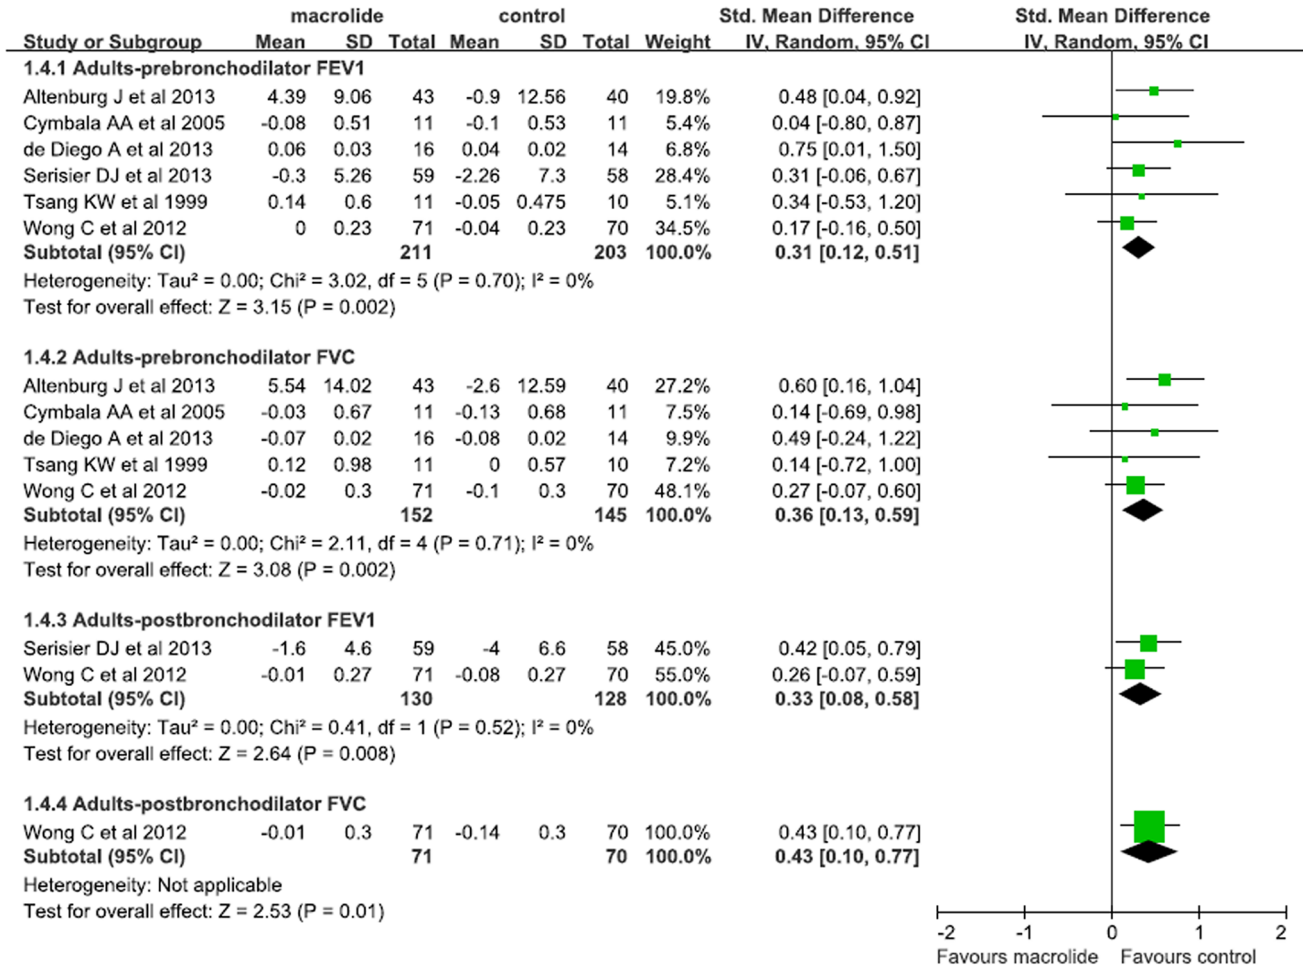 macrolide control Std. Mean Difference Std. Mean Difference
Study or Subgroup Mean SD Total Mean SD Total Weight IV, Random, 95% CI IV, Random, 95% CI
1.4.1 Adults-prebronchodilator FEV1
Altenburg J et al 2013 4.39 9.06 43 -0.9 12.56 40 19.8% 0.48 [0.04, 0.92]
Cymbala AA et al 2005 -0.08 0.51 11 -0.1 0.53 11 5.4% 0.04 [-0.80, 0.87]
de Diego A et al 2013 0.06 0.03 16 0.04 0.02 14 6.8% 0.75 [0.01, 1.50]
Serisier DJ et al 2013 -0.3 5.26 59 -2.26 7.3 58 28.4% 0.31 [-0.06, 0.67]
Tsang KW et al 1999 0.14 0.6 11 -0.05 0.475 10 5.1% 0.34 [-0.53, 1.20]
Wong C et al 2012 0 0.23 71 -0.04 0.23 70 34.5% 0.17 [-0.16, 0.50]
Subtotal (95% CI) 211 203 100.0% 0.31 [0.12, 0.51]
Heterogeneity: Tau² = 0.00; Chi² = 3.02, df = 5 (P = 0.70); I² = 0%
Test for overall effect: Z = 3.15 (P = 0.002)
1.4.2 Adults-prebronchodilator FVC
Altenburg J et al 2013 5.54 14.02 43 -2.6 12.59 40 27.2% 0.60 [0.16, 1.04]
Cymbala AA et al 2005 -0.03 0.67 11 -0.13 0.68 11 7.5% 0.14 [-0.69, 0.98]
de Diego A et al 2013 -0.07 0.02 16 -0.08 0.02 14 9.9% 0.49 [-0.24, 1.22]
Tsang KW et al 1999 0.12 0.98 11 0 0.57 10 7.2% 0.14 [-0.72, 1.00]
Wong C et al 2012 -0.02 0.3 71 -0.1 0.3 70 48.1% 0.27 [-0.07, 0.60]
Subtotal (95% CI) 152 145 100.0% 0.36 [0.13, 0.59]
Heterogeneity: Tau² = 0.00; Chi² = 2.11, df = 4 (P = 0.71); I² = 0%
Test for overall effect: Z = 3.08 (P = 0.002)
1.4.3 Adults-postbronchodilator FEV1
Serisier DJ et al 2013 -1.6 4.6 59 -4 6.6 58 45.0% 0.42 [0.05, 0.79]
Wong C et al 2012 -0.01 0.27 71 -0.08 0.27 70 55.0% 0.26 [-0.07, 0.59]
Subtotal (95% CI) 130 128 100.0% 0.33 [0.08, 0.58]
Heterogeneity: Tau² = 0.00; Chi² = 0.41, df = 1 (P = 0.52); I² = 0%
Test for overall effect: Z = 2.64 (P = 0.008)
1.4.4 Adults-postbronchodilator FVC
Wong C et al 2012 -0.01 0.3 71 -0.14 0.3 70 100.0% 0.43 [0.10, 0.77]
Subtotal (95% CI) 71 70 100.0% 0.43 [0.10, 0.77]
Heterogeneity: Not applicable
Test for overall effect: Z = 2.53 (P = 0.01)
-2 -1 0 1 2
Favours macrolide Favours control